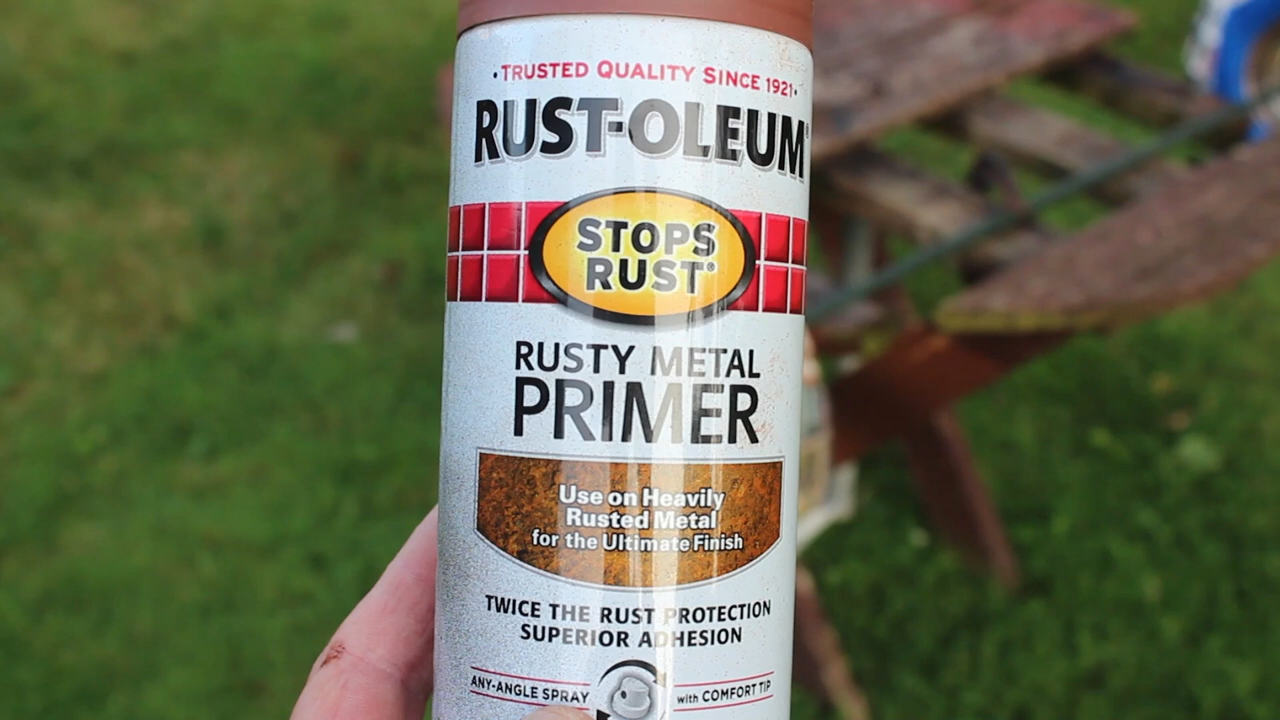 ·TRUSTED QUALITY SINCE 1921·
RUST-OLEUM®
STOPS
RUST®
RUSTY METAL
PRIMER
Use on Heavily
Rusted Metal
for the Ultimate Finish
TWICE THE RUST PROTECTION
SUPERIOR ADHESION
ANY-ANGLE SPRAY with COMFORT TIP